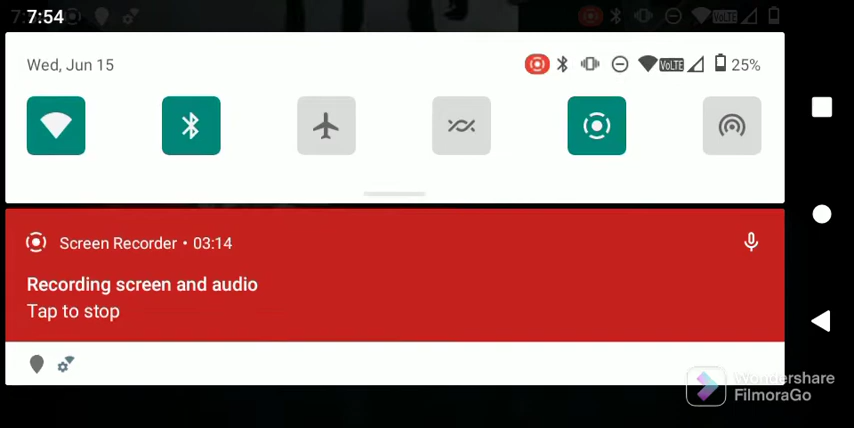 7:54
Wed, Jun 15
VoLTE
25%
Screen Recorder • 03:14
Recording screen and audio
Tap to stop
Wondershare
FilmoraGo